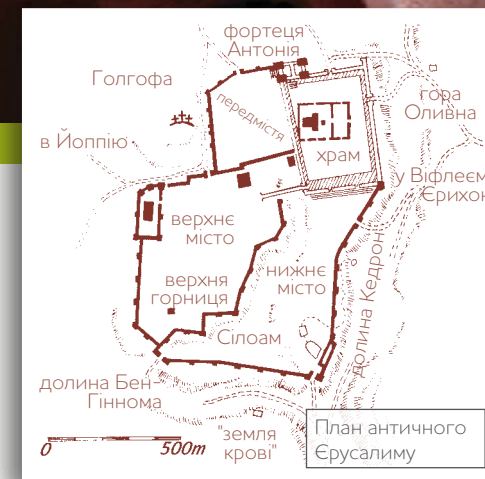 фортеця
Антонія
Голгофа
гора
Оливна
передмістя
в Йоппію
храм
у Віфлеєм
Єрихон
верхнє
місто
верхня
горниця
нижнє
місто
долина Кедрон
Сілоам
долина Бен-
Гіннома
"земля
крові"
0
500m
План античного
Єрусалиму